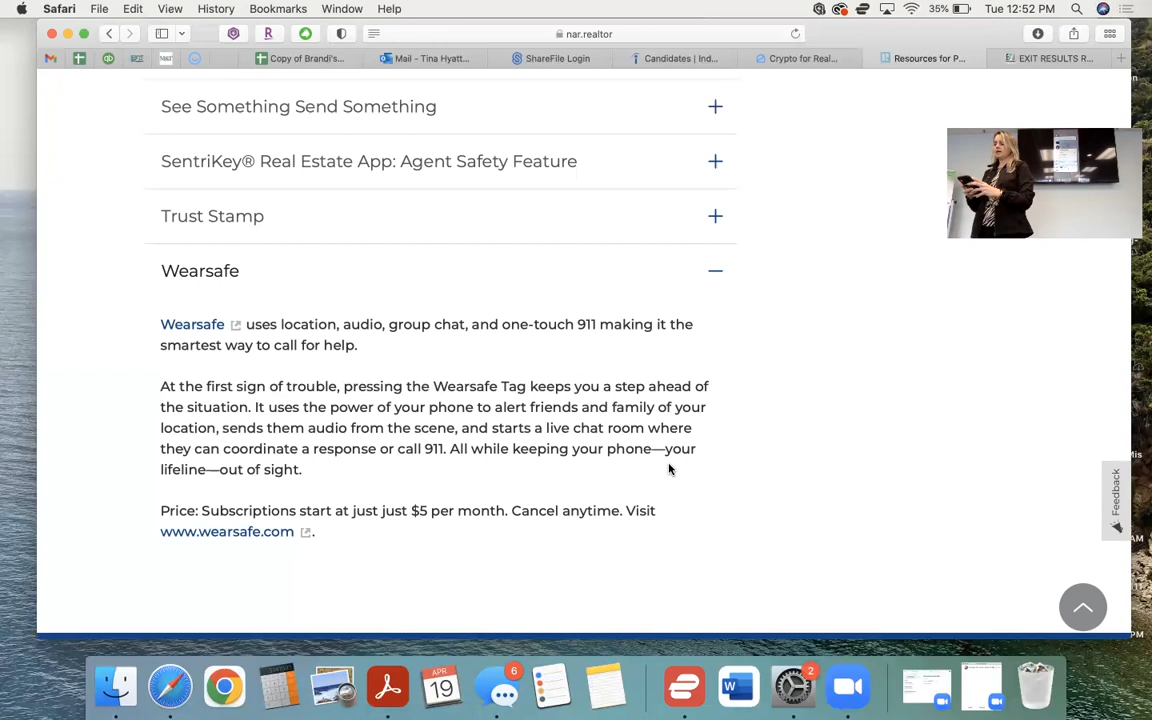 Safari File Edit View History Bookmarks Window Help
35% Tue 12:52 PM
nar.realtor
Copy of Brandi's... Mail - Tina Hyatt... ShareFile Login Candidates | Ind... Crypto for Real... Resources for P... EXIT RESULTS R...
See Something Send Something
SentriKey® Real Estate App: Agent Safety Feature
Trust Stamp
Wearsafe
Wearsafe uses location, audio, group chat, and one-touch 911 making it the
smartest way to call for help.
At the first sign of trouble, pressing the Wearsafe Tag keeps you a step ahead of
the situation. It uses the power of your phone to alert friends and family of your
location, sends them audio from the scene, and starts a live chat room where
they can coordinate a response or call 911. All while keeping your phone—your
lifeline—out of sight.
Price: Subscriptions start at just just $5 per month. Cancel anytime. Visit
www.wearsafe.com.
Feedback
APR
19
6
2